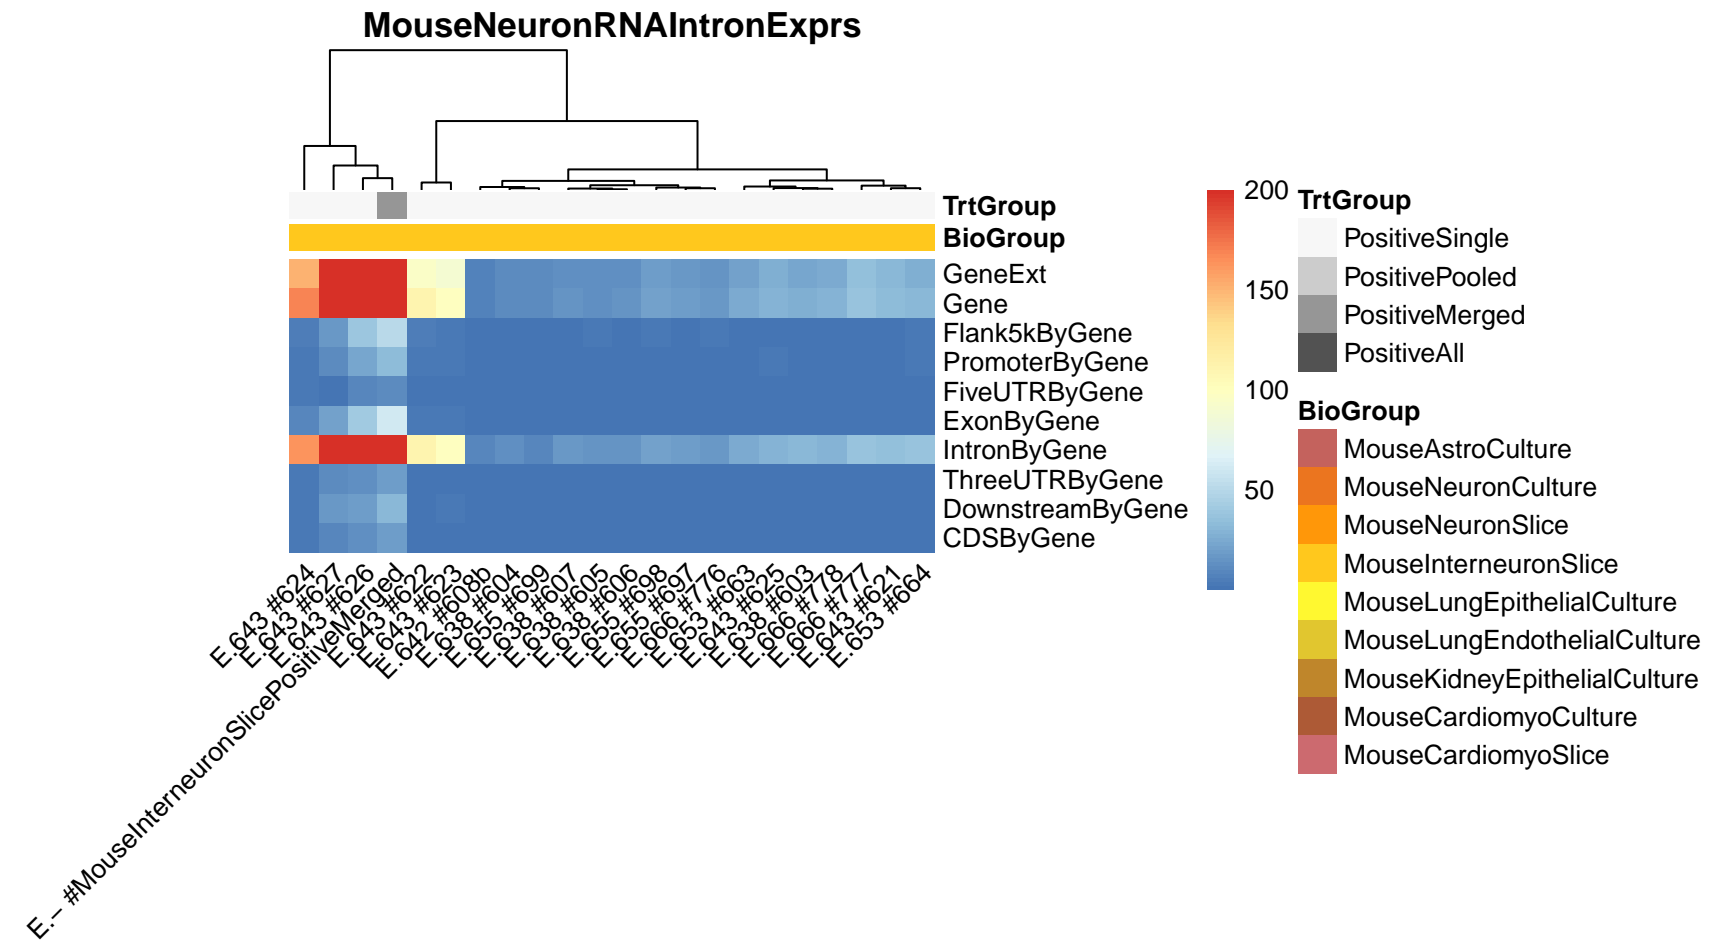 MouseNeuronRNAIntronExprs
TrtGroup
BioGroup
GeneExt
Gene
Flank5kByGene
PromoterByGene
FiveUTRByGene
ExonByGene
IntronByGene
ThreeUTRByGene
DownstreamByGene
CDSByGene
E.643 #624
E.643 #627
E.643 #626
E.– #MouseInterneuronSlicePositiveMerged
E.643 #622
E.643 #623
E.642 #608b
E.638 #604
E.655 #699
E.638 #607
E.638 #605
E.638 #606
E.655 #698
E.655 #697
E.666 #776
E.653 #663
E.643 #625
E.638 #603
E.666 #778
E.666 #777
E.643 #621
E.653 #664
200
150
100
50
TrtGroup
PositiveSingle
PositivePooled
PositiveMerged
PositiveAll
BioGroup
MouseAstroCulture
MouseNeuronCulture
MouseNeuronSlice
MouseInterneuronSlice
MouseLungEpithelialCulture
MouseLungEndothelialCulture
MouseKidneyEpithelialCulture
MouseCardiomyoCulture
MouseCardiomyoSlice